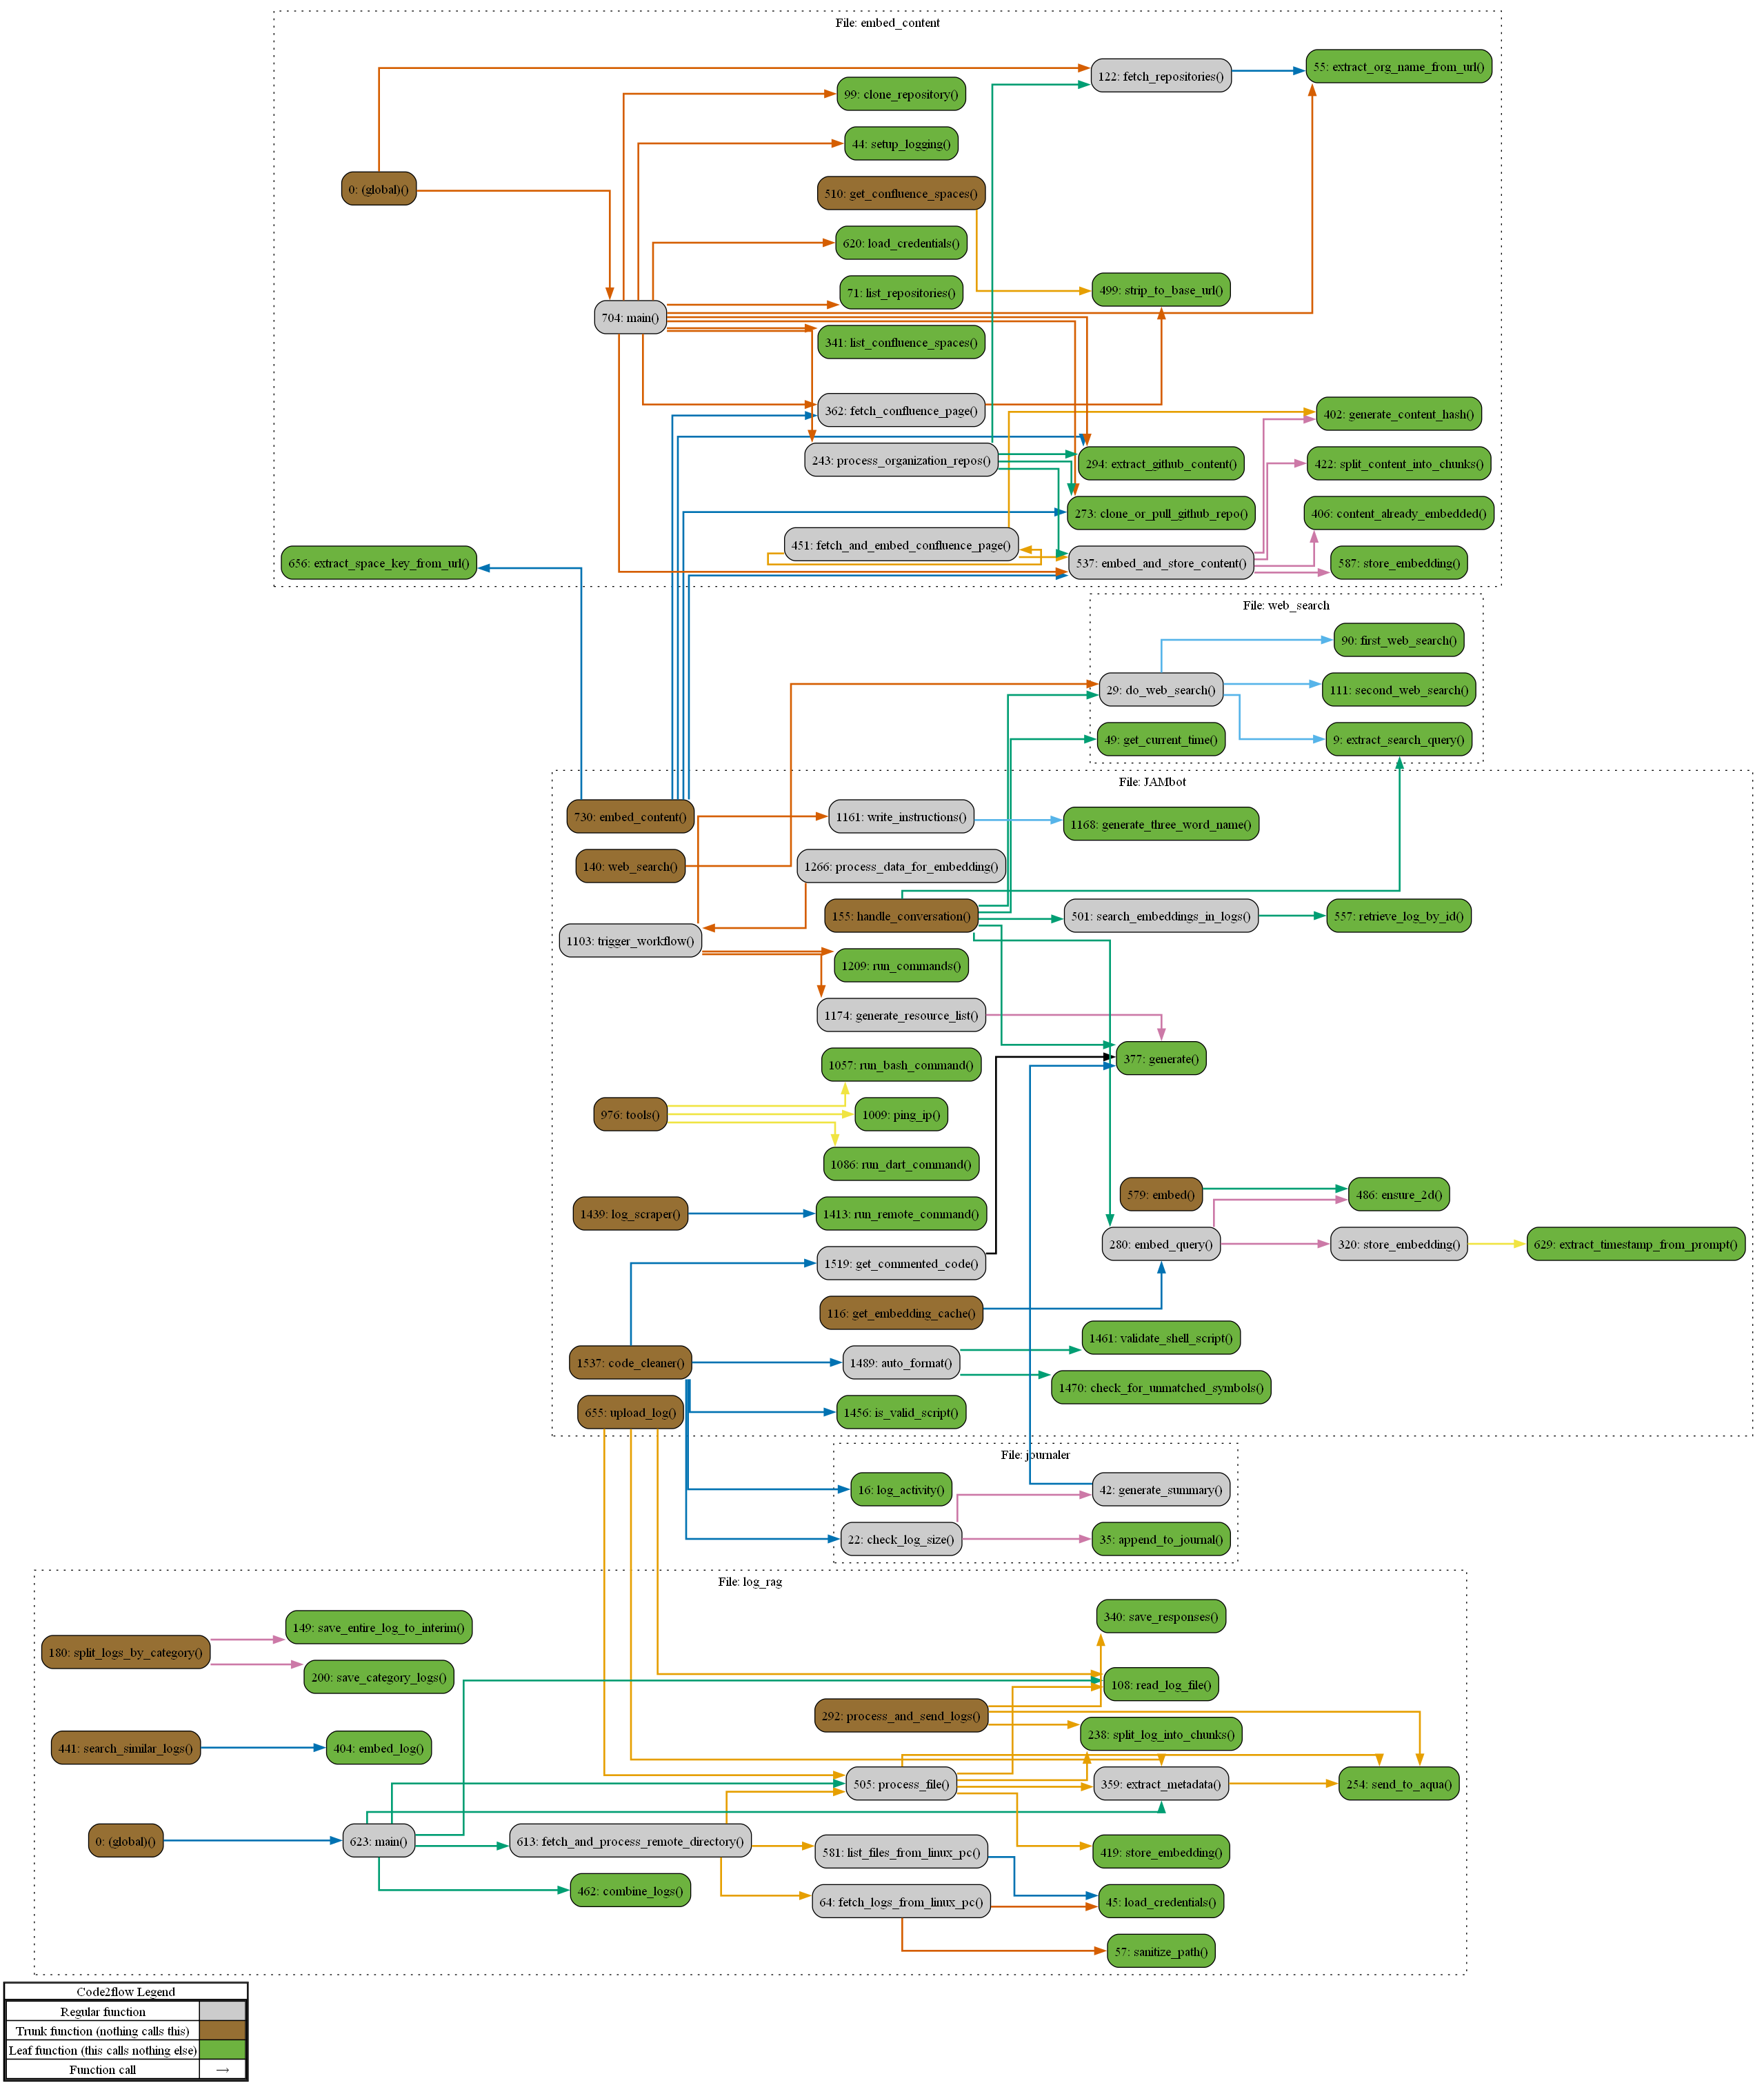 File: embed_content
122: fetch_repositories()
55: extract_org_name_from_url()
99: clone_repository()
44: setup_logging()
0: (global)()
510: get_confluence_spaces()
620: load_credentials()
71: list_repositories()
499: strip_to_base_url()
704: main()
341: list_confluence_spaces()
362: fetch_confluence_page()
402: generate_content_hash()
243: process_organization_repos()
294: extract_github_content()
422: split_content_into_chunks()
273: clone_or_pull_github_repo()
406: content_already_embedded()
451: fetch_and_embed_confluence_page()
656: extract_space_key_from_url()
537: embed_and_store_content()
587: store_embedding()
File: web_search
90: first_web_search()
29: do_web_search()
111: second_web_search()
49: get_current_time()
9: extract_search_query()
File: JAMbot
730: embed_content()
1161: write_instructions()
1168: generate_three_word_name()
140: web_search()
1266: process_data_for_embedding()
155: handle_conversation()
501: search_embeddings_in_logs()
557: retrieve_log_by_id()
1103: trigger_workflow()
1209: run_commands()
1174: generate_resource_list()
1057: run_bash_command()
377: generate()
976: tools()
1009: ping_ip()
1086: run_dart_command()
579: embed()
486: ensure_2d()
1439: log_scraper()
1413: run_remote_command()
280: embed_query()
320: store_embedding()
629: extract_timestamp_from_prompt()
1519: get_commented_code()
116: get_embedding_cache()
1461: validate_shell_script()
1537: code_cleaner()
1489: auto_format()
1470: check_for_unmatched_symbols()
655: upload_log()
1456: is_valid_script()
File: journaler
16: log_activity()
42: generate_summary()
22: check_log_size()
35: append_to_journal()
File: log_rag
340: save_responses()
149: save_entire_log_to_interim()
180: split_logs_by_category()
200: save_category_logs()
108: read_log_file()
292: process_and_send_logs()
238: split_log_into_chunks()
441: search_similar_logs()
404: embed_log()
505: process_file()
359: extract_metadata()
254: send_to_aqua()
0: (global)()
623: main()
613: fetch_and_process_remote_directory()
581: list_files_from_linux_pc()
419: store_embedding()
462: combine_logs()
64: fetch_logs_from_linux_pc()
45: load_credentials()
57: sanitize_path()
Code2flow Legend
Regular function
Trunk function (nothing calls this)
Leaf function (this calls nothing else)
Function call →